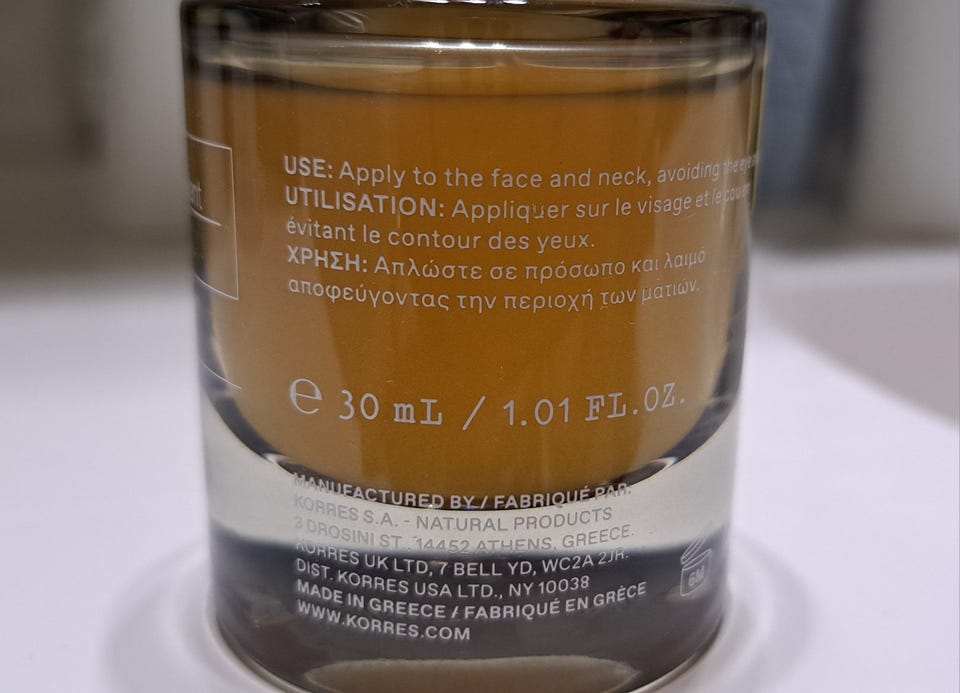 USE: Apply to the face and neck, avoiding the eye
UTILISATION: Appliquer sur le visage et le cou en
évitant le contour des yeux.
ΧΡΗΣΗ: Απλώστε σε πρόσωπο και λαιμό
αποφεύγοντας την περιοχή των ματιών.
℮ 30 mL / 1.01 FL.OZ.
MANUFACTURED BY / FABRIQUÉ PAR:
KORRES S.A. - NATURAL PRODUCTS
3 DROSINI ST., 14452 ATHENS, GREECE.
KORRES UK LTD, 7 BELL YD, WC2A 2JR.
DIST. KORRES USA LTD., NY 10038
MADE IN GREECE / FABRIQUÉ EN GRÈCE
WWW.KORRES.COM
6M